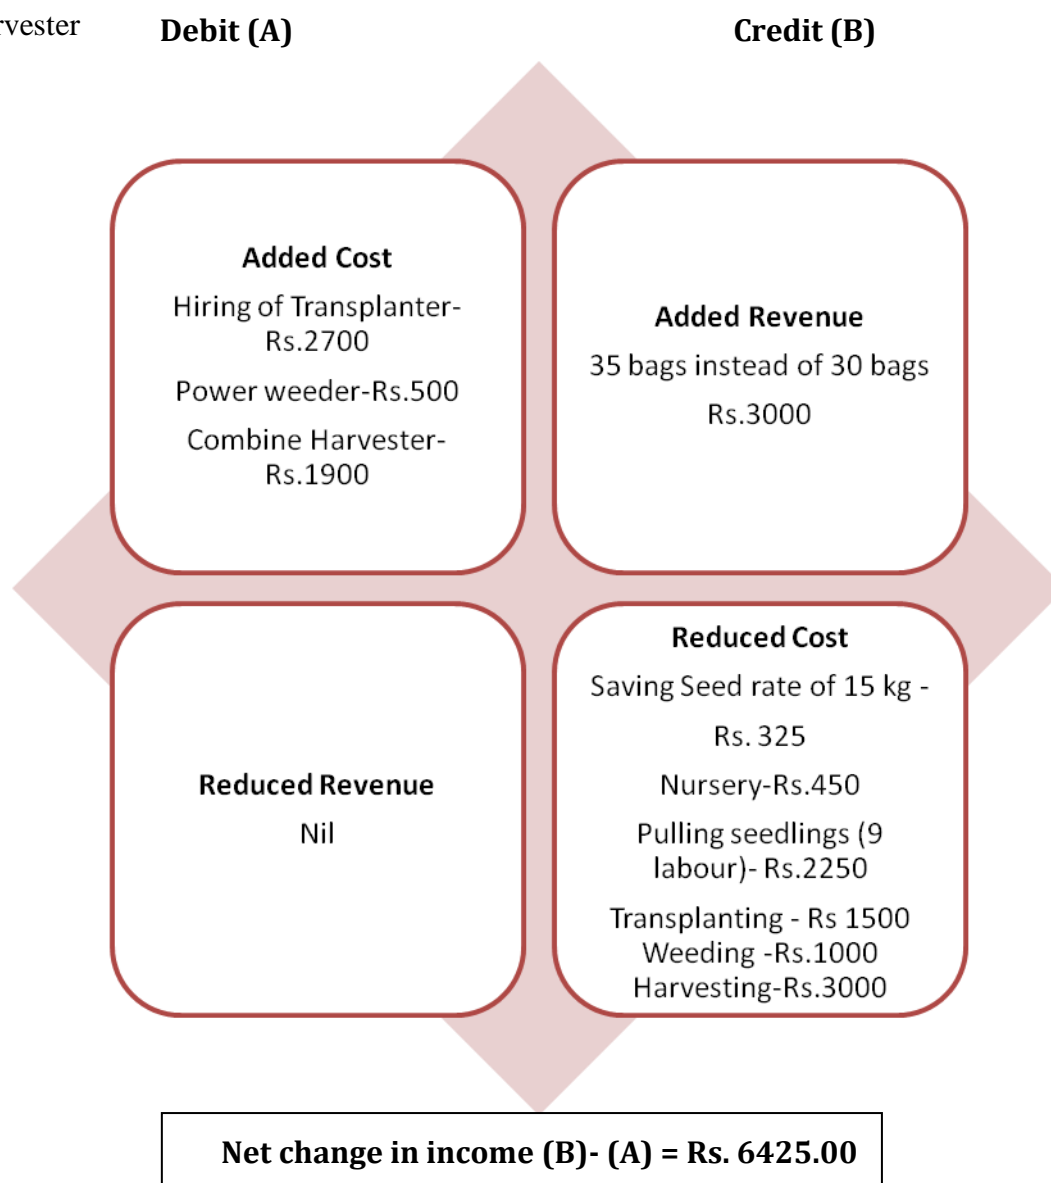 rvester
Debit (A)
Credit (B)
Added Cost
Hiring of Transplanter-
Rs.2700
Power weeder-Rs.500
Combine Harvester-
Rs.1900
Added Revenue
35 bags instead of 30 bags
Rs.3000
Reduced Revenue
Nil
Reduced Cost
Saving Seed rate of 15 kg -
Rs. 325
Nursery-Rs.450
Pulling seedlings (9
labour)- Rs.2250
Transplanting - Rs 1500
Weeding -Rs.1000
Harvesting-Rs.3000
Net change in income (B)- (A) = Rs. 6425.00